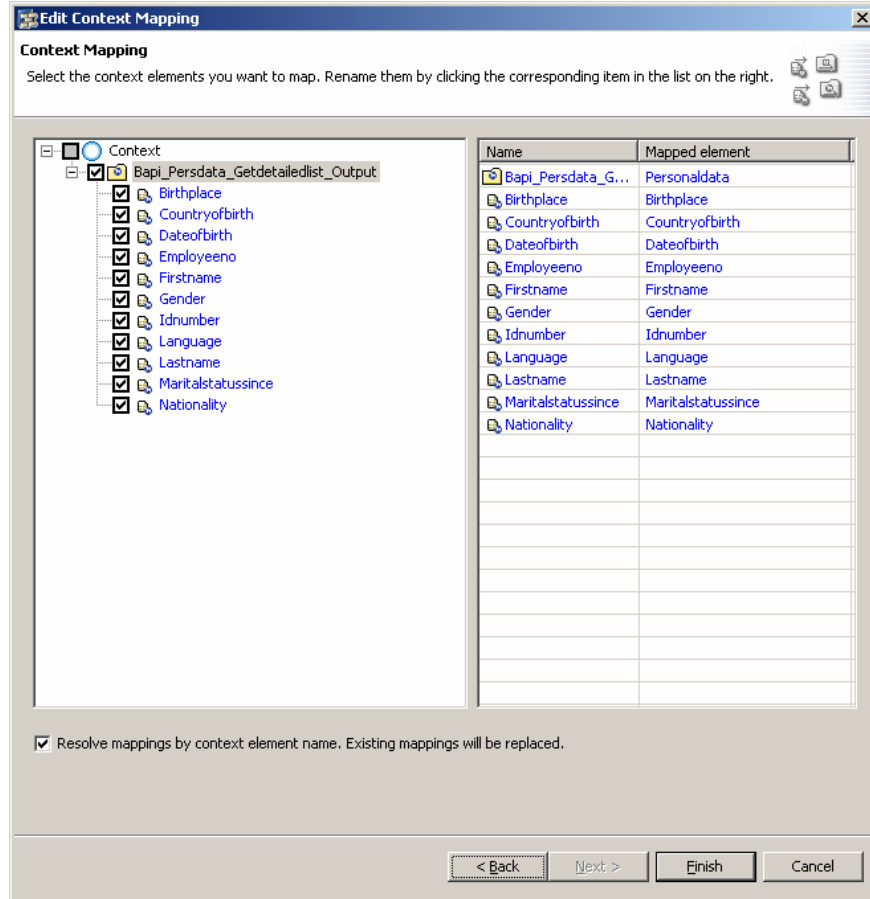 Edit Context Mapping
Context Mapping
Select the context elements you want to map. Rename them by clicking the corresponding item in the list on the right.
Context
Bapi_Persdata_Getdetailedlist_Output
Birthplace
Countryofbirth
Dateofbirth
Employeeno
Firstname
Gender
Idnumber
Language
Lastname
Maritalstatussince
Nationality
Name Mapped element
Bapi_Persdata_G... Personaldata
Birthplace Birthplace
Countryofbirth Countryofbirth
Dateofbirth Dateofbirth
Employeeno Employeeno
Firstname Firstname
Gender Gender
Idnumber Idnumber
Language Language
Lastname Lastname
Maritalstatussince Maritalstatussince
Nationality Nationality
Resolve mappings by context element name. Existing mappings will be replaced.
< Back Next > Finish Cancel